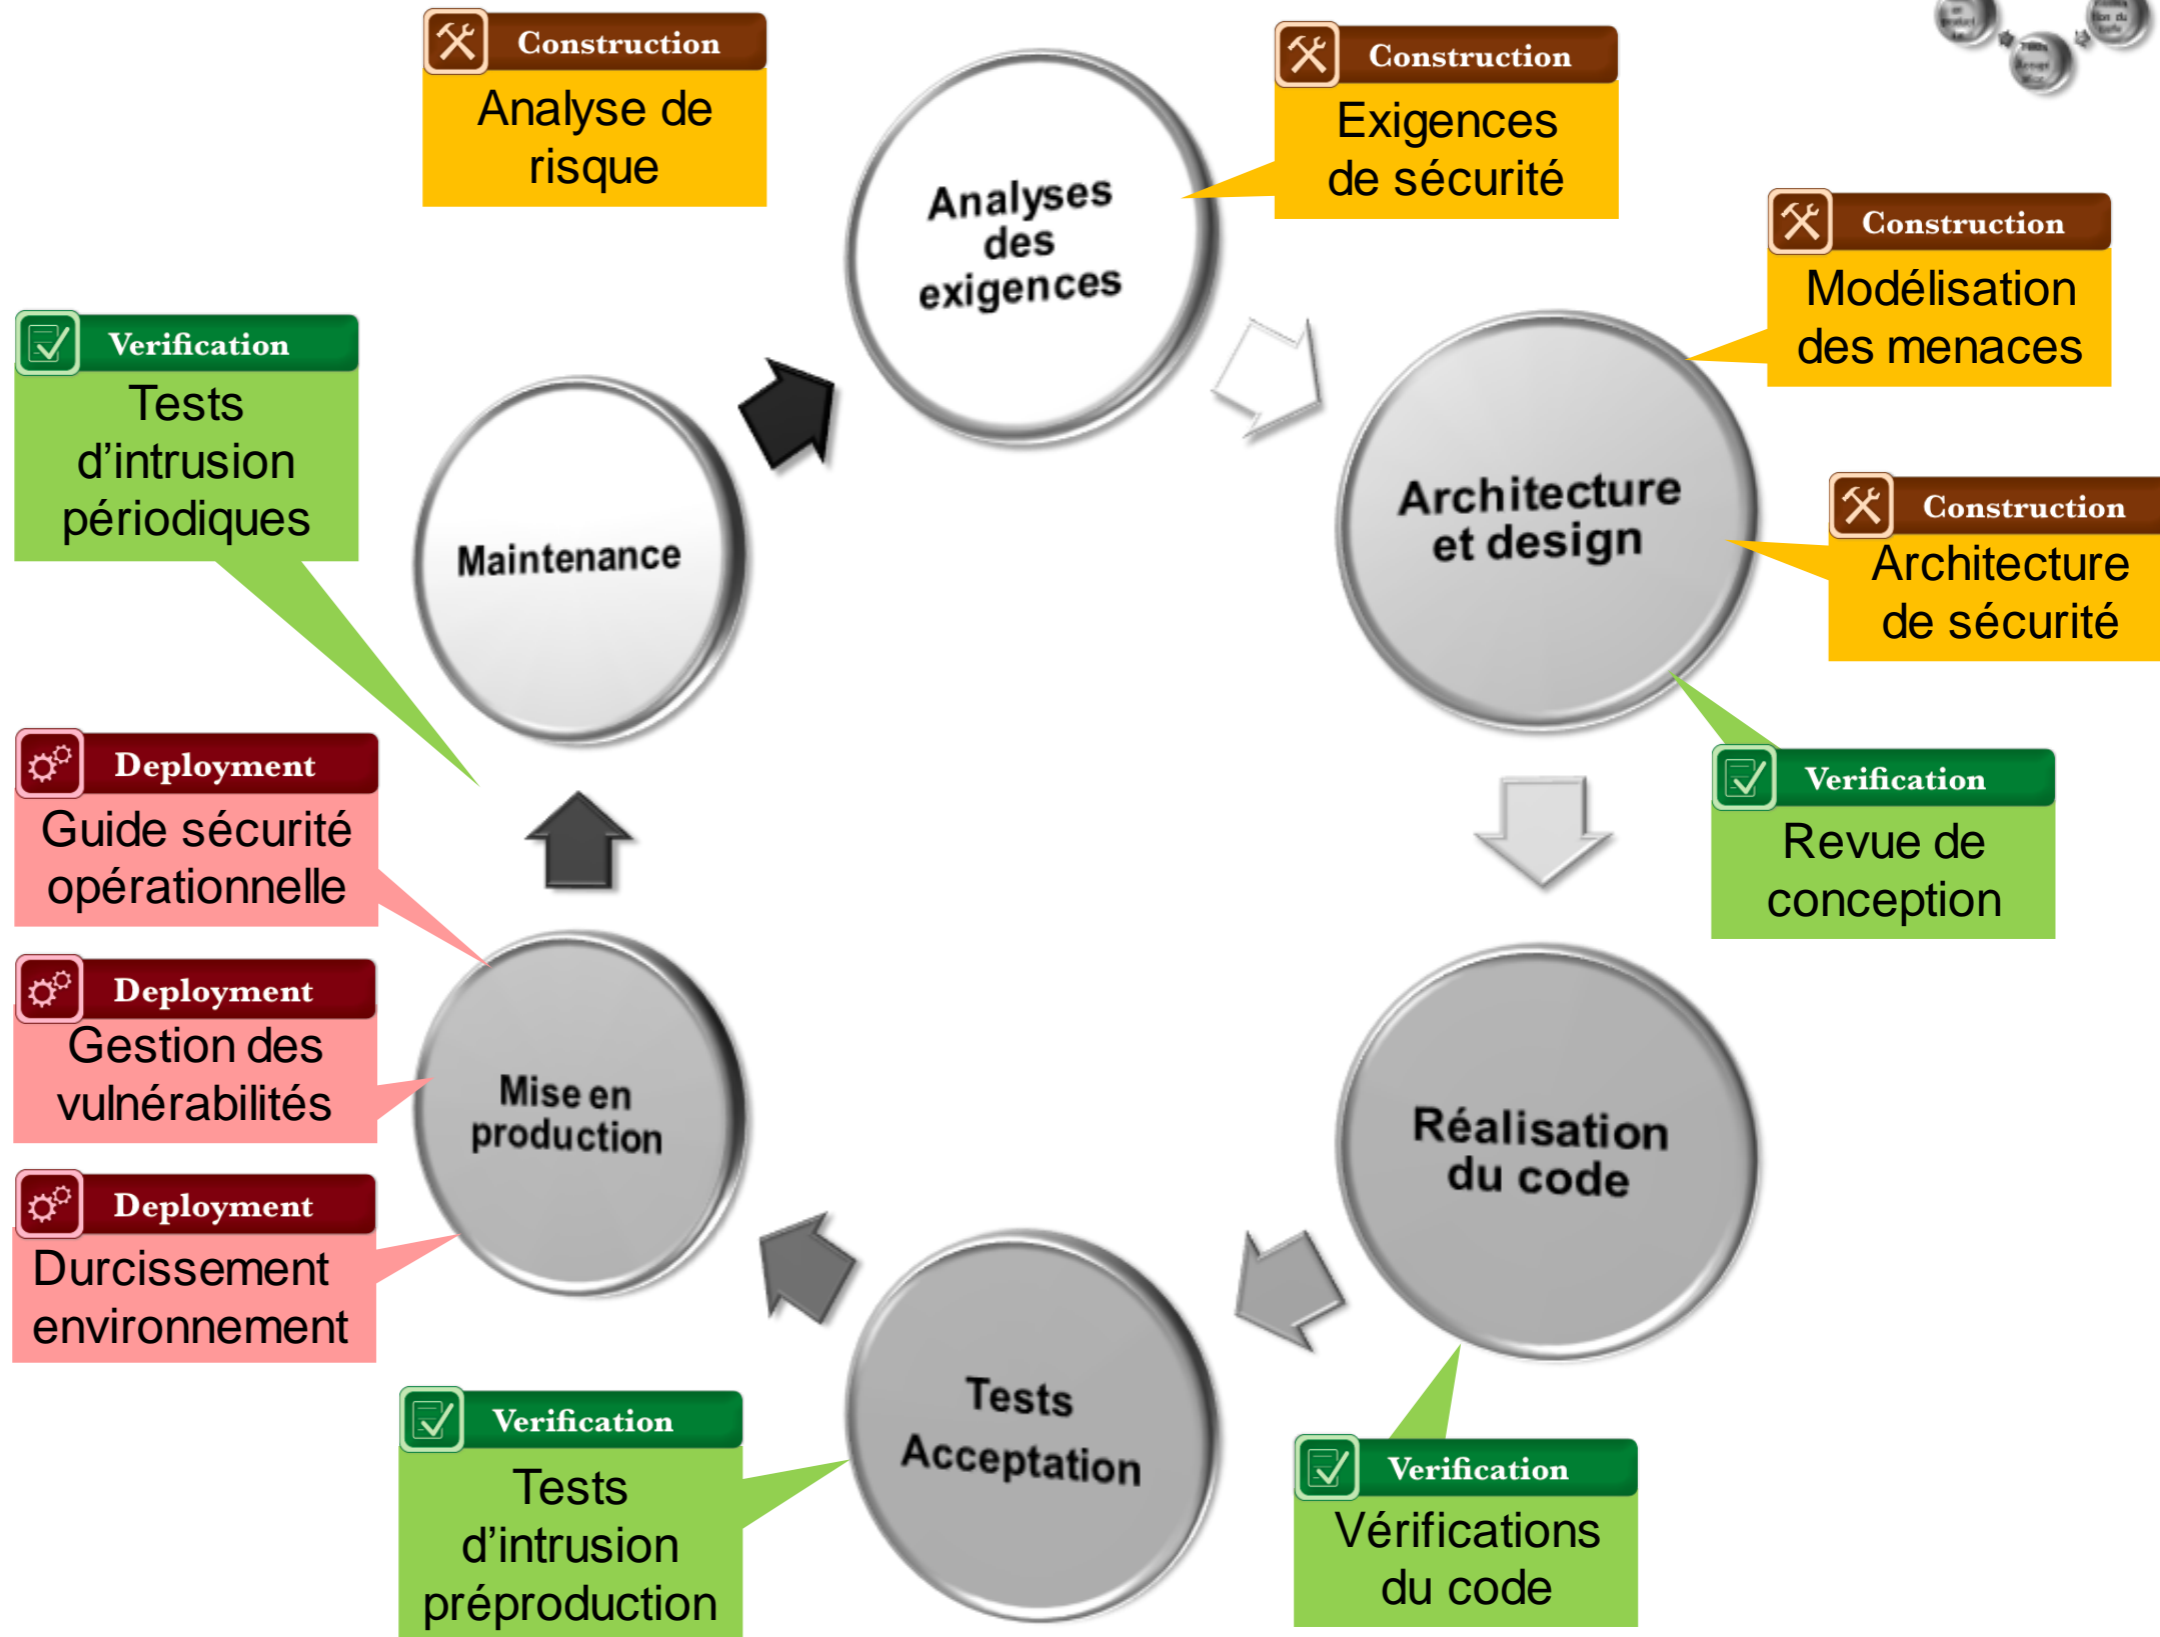 Construction
Analyse de
risque
Construction
Exigences
de sécurité
Analyses
des
exigences
Construction
Modélisation
des menaces
Verification
Tests
d'intrusion
périodiques
Maintenance
Architecture
et design
Construction
Architecture
de sécurité
Verification
Revue de
conception
Deployment
Guide sécurité
opérationnelle
Deployment
Gestion des
vulnérabilités
Mise en
production
Réalisation
du code
Deployment
Durcissement
environnement
Tests
Acceptation
Verification
Tests
d'intrusion
préproduction
Verification
Vérifications
du code